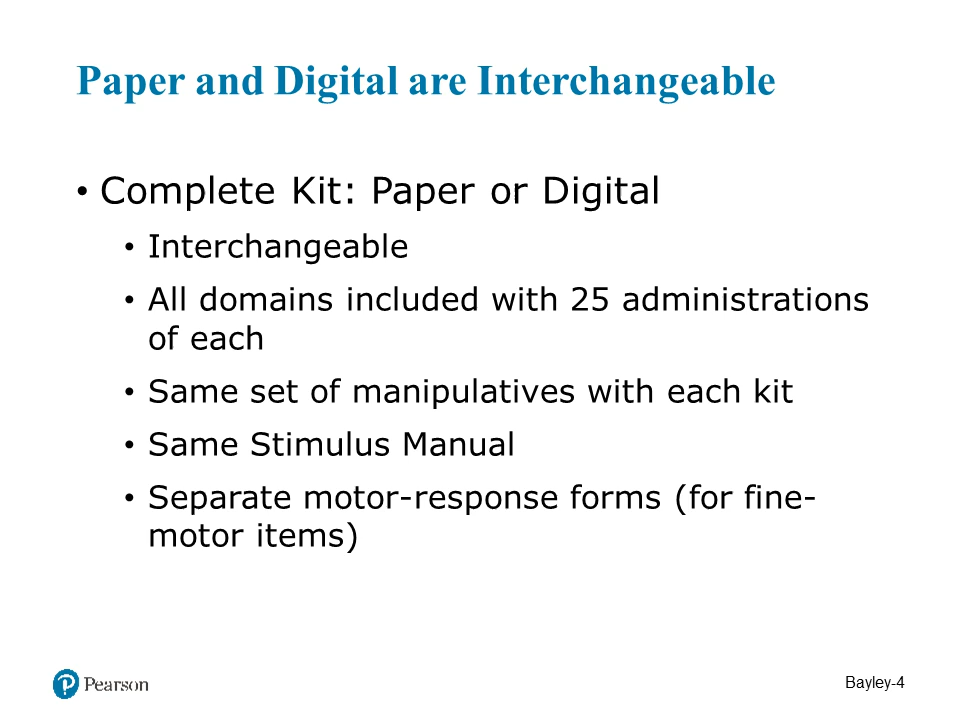 Paper and Digital are Interchangeable
• Complete Kit: Paper or Digital
• Interchangeable
• All domains included with 25 administrations
of each
• Same set of manipulatives with each kit
• Same Stimulus Manual
• Separate motor-response forms (for fine-
motor items)
P Pearson
Bayley-4